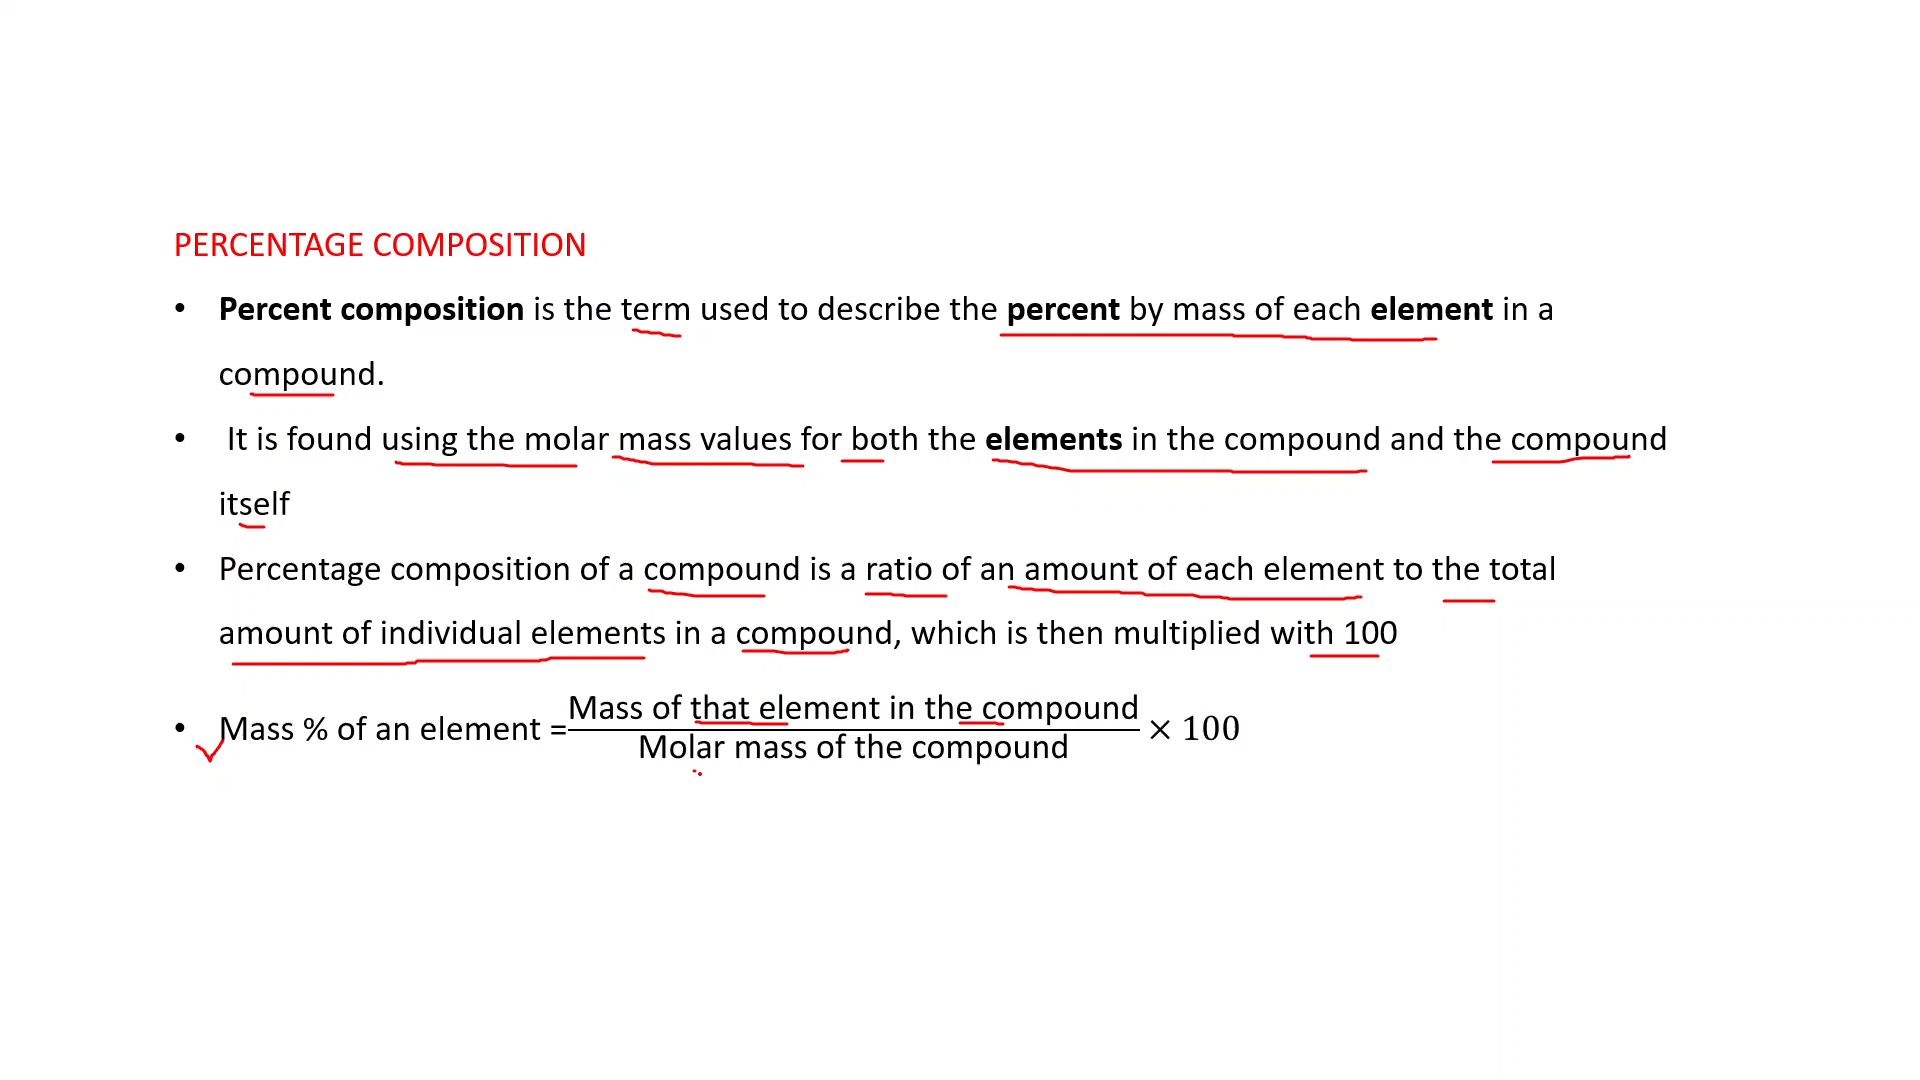 PERCENTAGE COMPOSITION
• Percent composition is the term used to describe the percent by mass of each element in a
compound.
• It is found using the molar mass values for both the elements in the compound and the compound
itself
• Percentage composition of a compound is a ratio of an amount of each element to the total
amount of individual elements in a compound, which is then multiplied with 100
• Mass % of an element = Mass of that element in the compound / Molar mass of the compound × 100